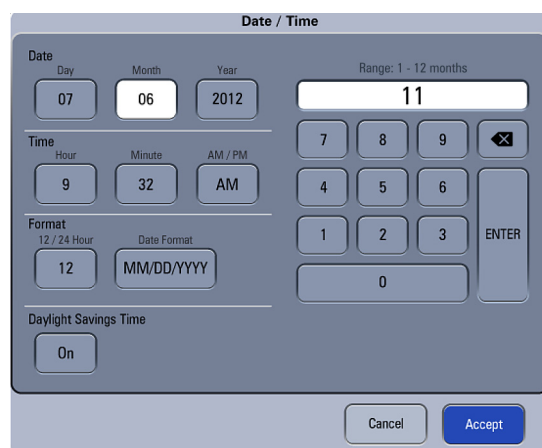 Date / Time
Date
Day Month Year
07 06 2012
Time
Hour Minute AM / PM
9 32 AM
Format
12 / 24 Hour Date Format
12 MM/DD/YYYY
Daylight Savings Time
On
Range: 1 - 12 months
11
7 8 9
4 5 6
1 2 3 ENTER
0
Cancel Accept